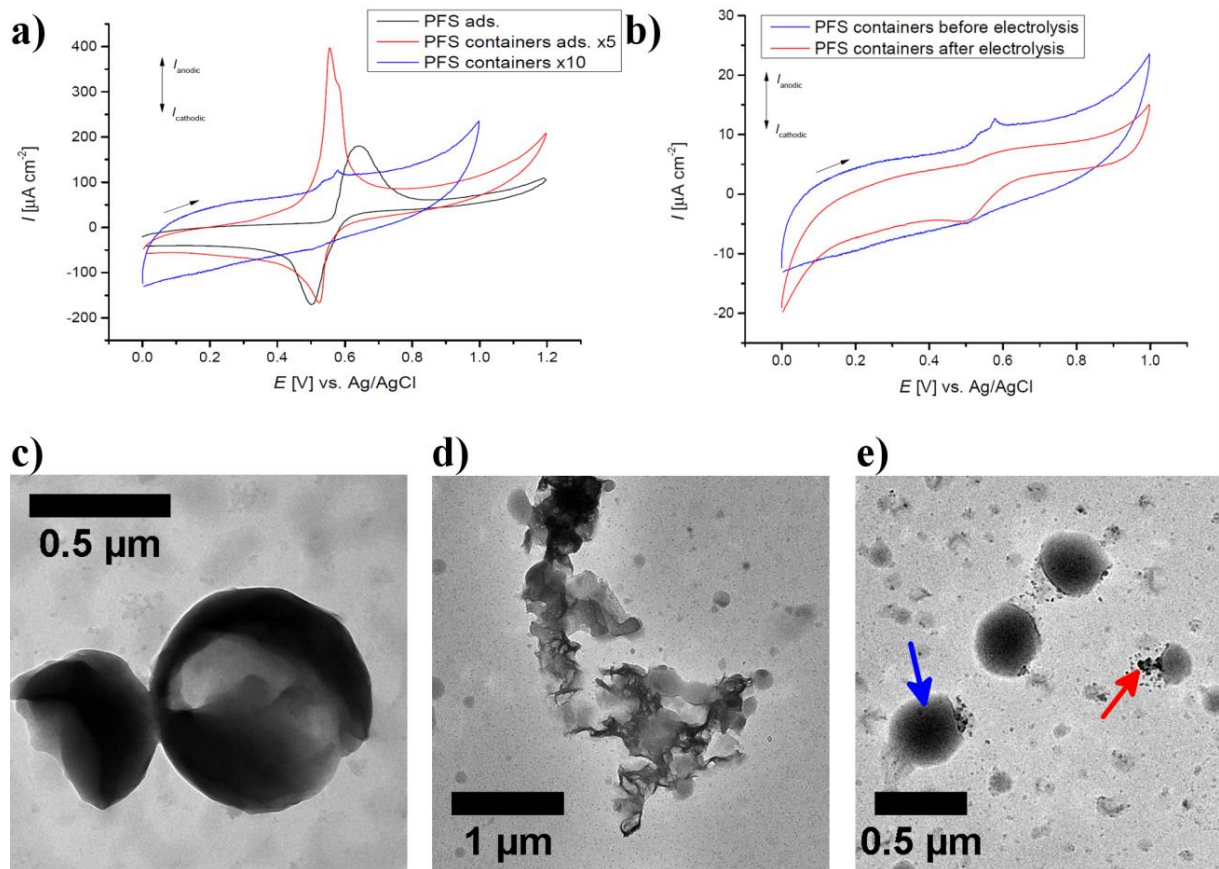 a)
PFS ads.
PFS containers ads. x5
PFS containers x10
I anodic
I cathodic
400
300
200
100
0
-100
-200
I [µA cm⁻²]
0.0 0.2 0.4 0.6 0.8 1.0 1.2
E [V] vs. Ag/AgCl
b)
PFS containers before electrolysis
PFS containers after electrolysis
I anodic
I cathodic
30
20
10
0
-10
-20
I [µA cm⁻²]
0.0 0.2 0.4 0.6 0.8 1.0
E [V] vs. Ag/AgCl
c)
0.5 µm
d)
1 µm
e)
0.5 µm